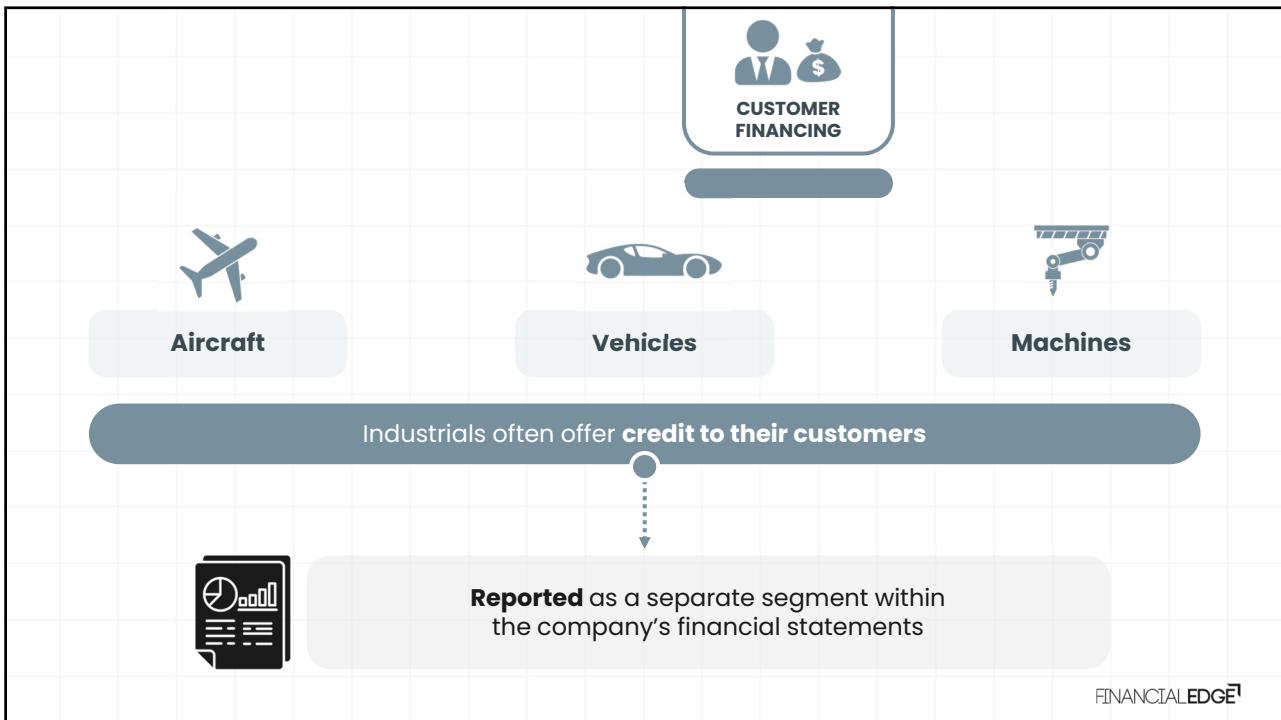 $
CUSTOMER
FINANCING
Aircraft
Vehicles
Machines
Industrials often offer credit to their customers
Reported as a separate segment within
the company's financial statements
FINANCIALEDGE